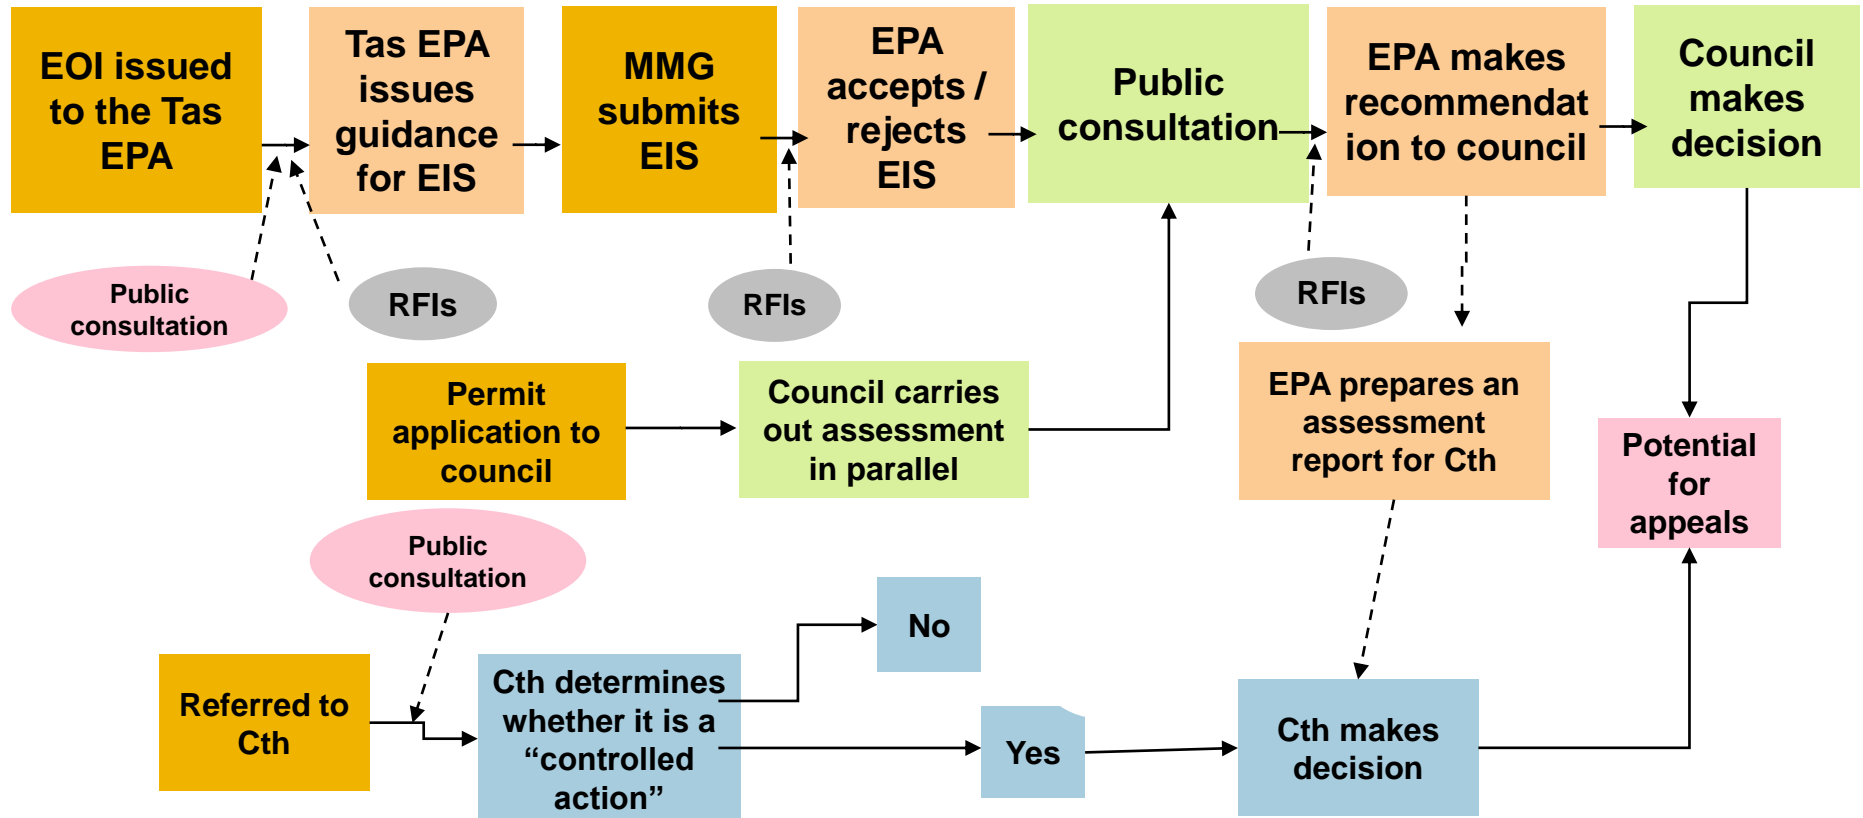 EOI issued
to the Tas
EPA
Tas EPA
issues
guidance
for EIS
MMG
submits
EIS
EPA
accepts /
rejects
EIS
Public
consultation
EPA makes
recommendat
ion to council
Council
makes
decision
Public
consultation
RFIs
RFIs
RFIs
Permit
application to
council
Council carries
out assessment
in parallel
EPA prepares an
assessment
report for Cth
Potential
for
appeals
Public
consultation
No
Referred to
Cth
Cth determines
whether it is a
“controlled
action”
Yes
Cth makes
decision